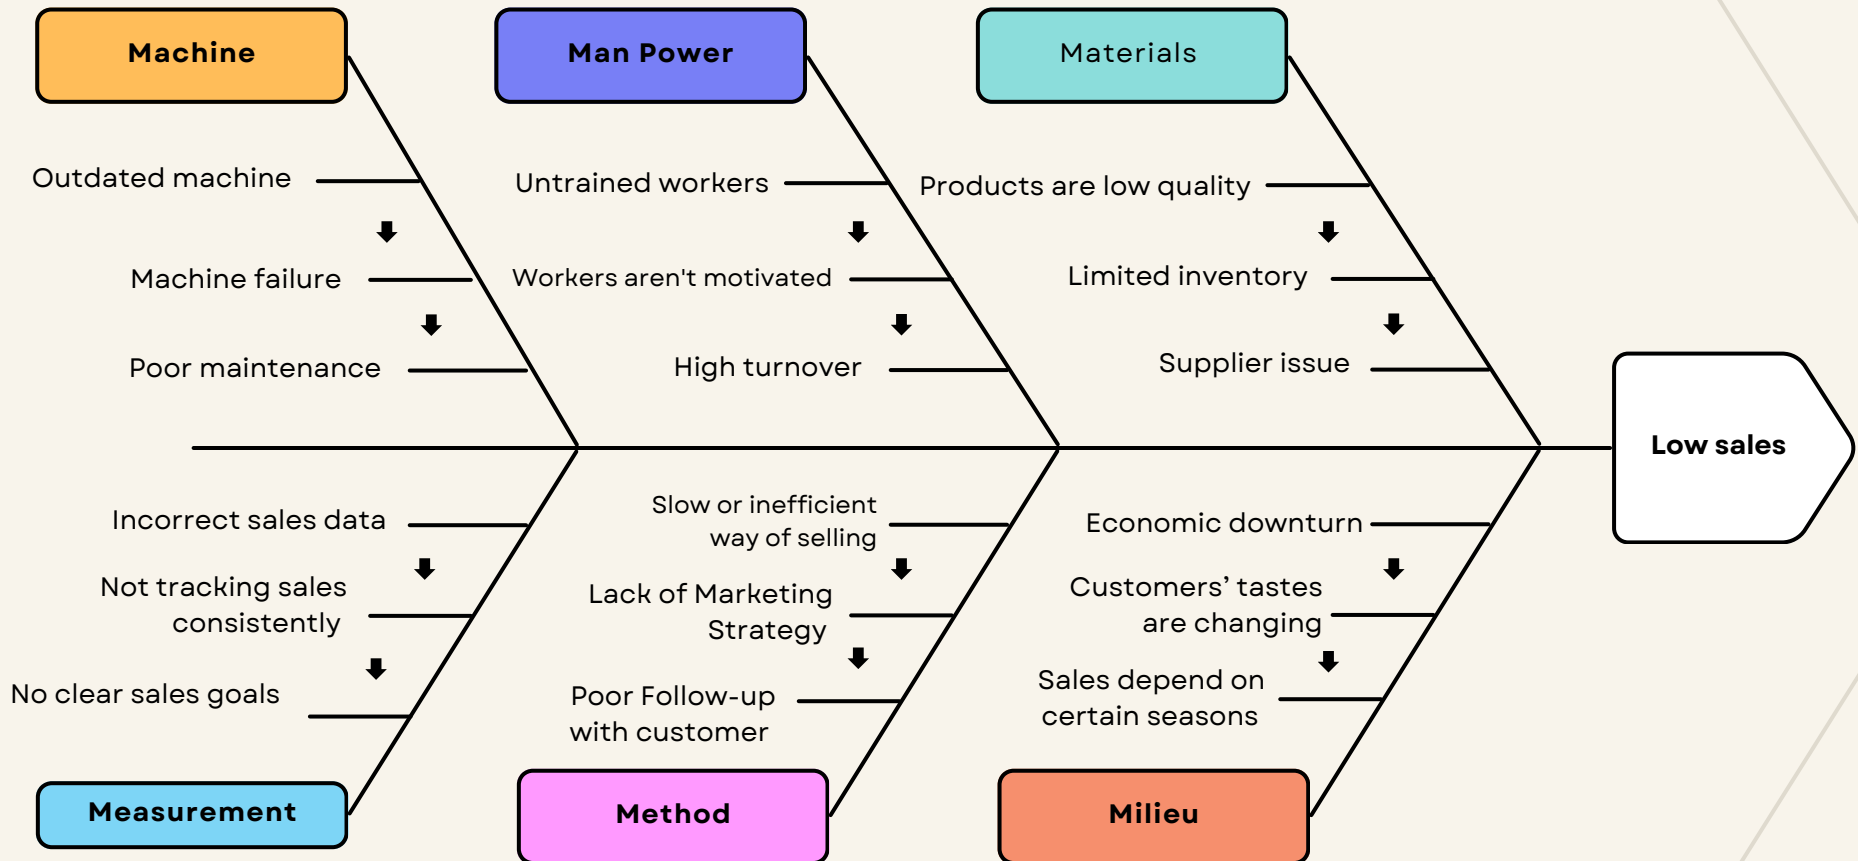 Machine
Man Power
Materials
Outdated machine
Untrained workers
Products are low quality
Machine failure
Workers aren't motivated
Limited inventory
Poor maintenance
High turnover
Supplier issue
Low sales
Incorrect sales data
Slow or inefficient
way of selling
Economic downturn
Not tracking sales
consistently
Lack of Marketing
Strategy
Customers’ tastes
are changing
No clear sales goals
Poor Follow-up
with customer
Sales depend on
certain seasons
Measurement
Method
Milieu